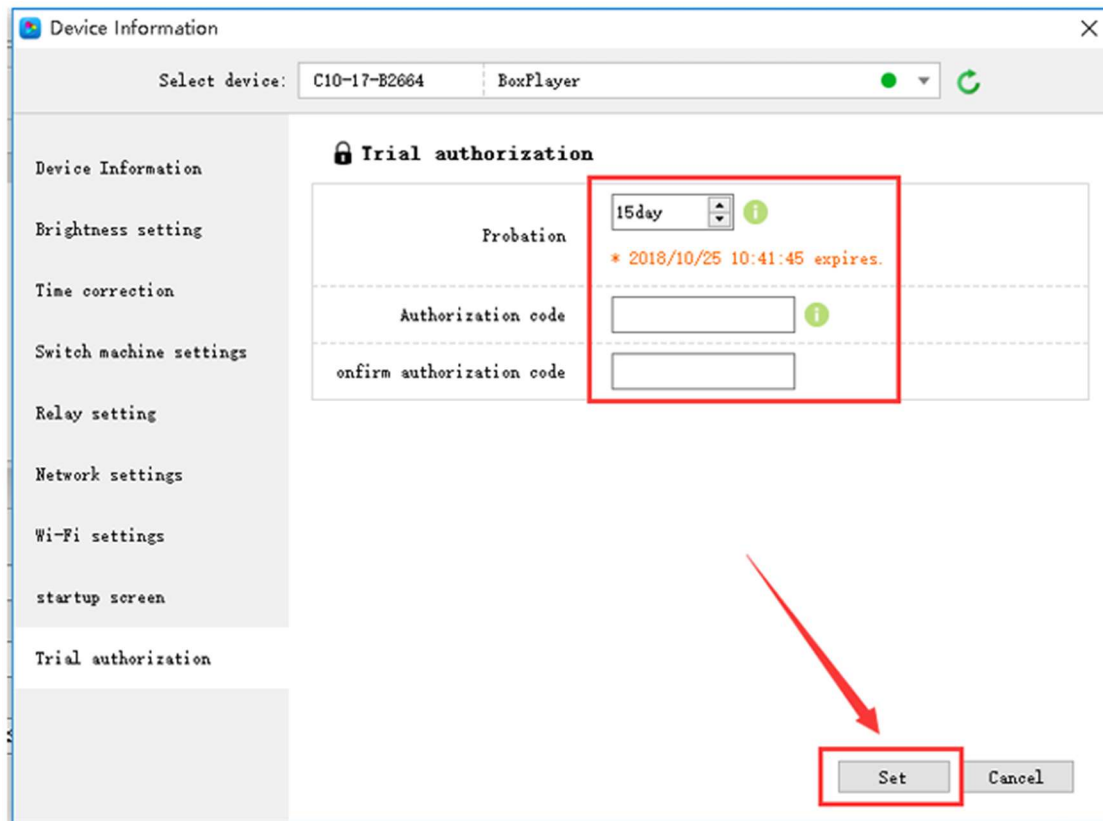 Device Information
Select device: C10-17-B2664 BoxPlayer
Device Information
Brightness setting
Time correction
Switch machine settings
Relay setting
Network settings
Wi-Fi settings
startup screen
Trial authorization
Trial authorization
Probation 15day
* 2018/10/25 10:41:45 expires.
Authorization code
onfirm authorization code
Set Cancel